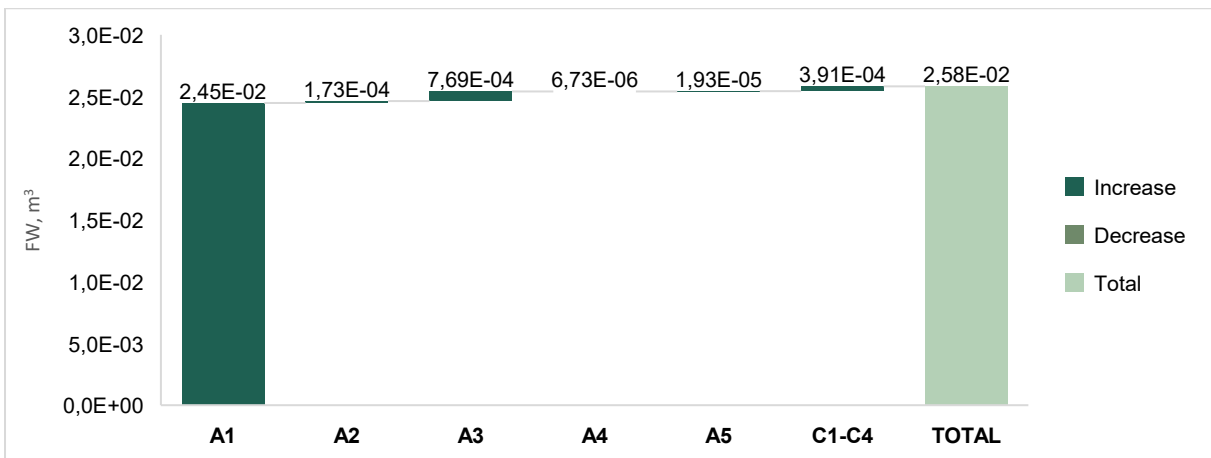 3,0E-02
2,5E-02
2,0E-02
1,5E-02
1,0E-02
5,0E-03
0,0E+00
FW, m³
2,45E-02 1,73E-04 7,69E-04 6,73E-06 1,93E-05 3,91E-04 2,58E-02
A1 A2 A3 A4 A5 C1-C4 TOTAL
Increase
Decrease
Total